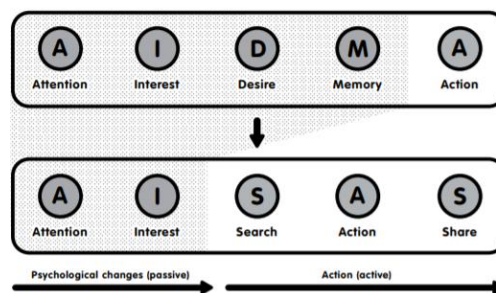 A I D M A
Attention Interest Desire Memory Action
A I S A S
Attention Interest Search Action Share
Psychological changes (passive) Action (active)